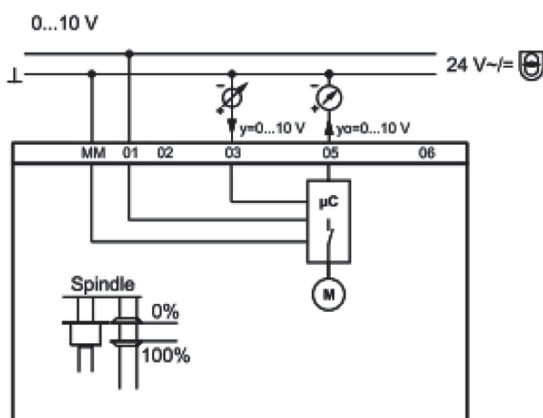 0...10 V
⊥ 24 V~/=
- -
+ y=0...10 V + yo=0...10 V
MM 01 02 03 05 06
µC
M
Spindle
0%
100%